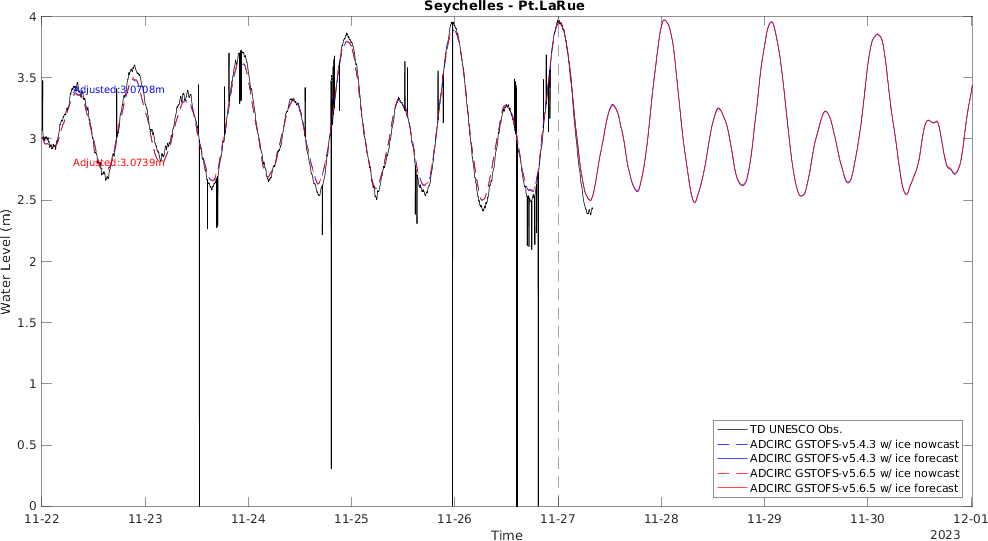 Seychelles - Pt.LaRue
4
3.5
3
2.5
2
1.5
1
0.5
0
Water Level (m)
Adjusted:3.0708m
Adjusted:3.0739m
TD UNESCO Obs.
ADCIRC GSTOFS-v5.4.3 w/ ice nowcast
ADCIRC GSTOFS-v5.4.3 w/ ice forecast
ADCIRC GSTOFS-v5.6.5 w/ ice nowcast
ADCIRC GSTOFS-v5.6.5 w/ ice forecast
11-22 11-23 11-24 11-25 11-26 11-27 11-28 11-29 11-30 12-01
Time
2023